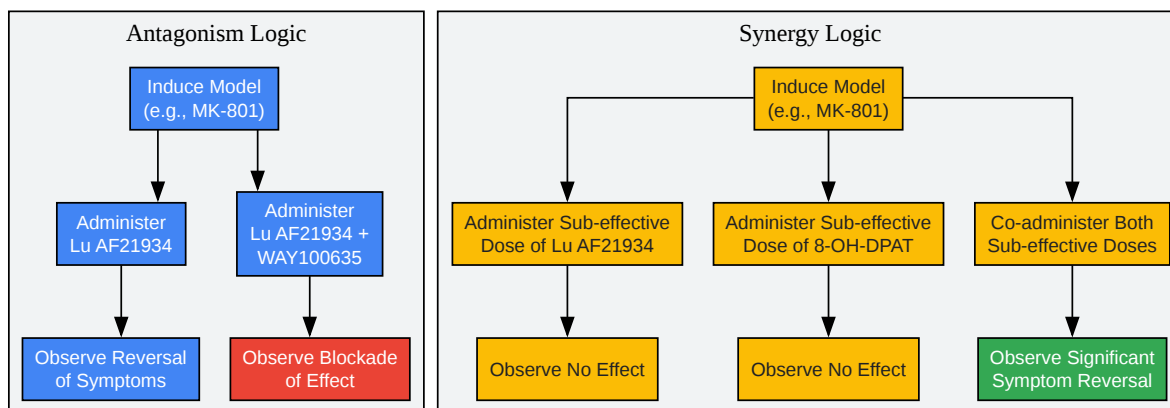 Antagonism Logic
Induce Model
(e.g., MK-801)
Administer
Lu AF21934
Administer
Lu AF21934 +
WAY100635
Observe Reversal
of Symptoms
Observe Blockade
of Effect
Synergy Logic
Induce Model
(e.g., MK-801)
Administer Sub-effective
Dose of Lu AF21934
Administer Sub-effective
Dose of 8-OH-DPAT
Co-administer Both
Sub-effective Doses
Observe No Effect
Observe No Effect
Observe Significant
Symptom Reversal